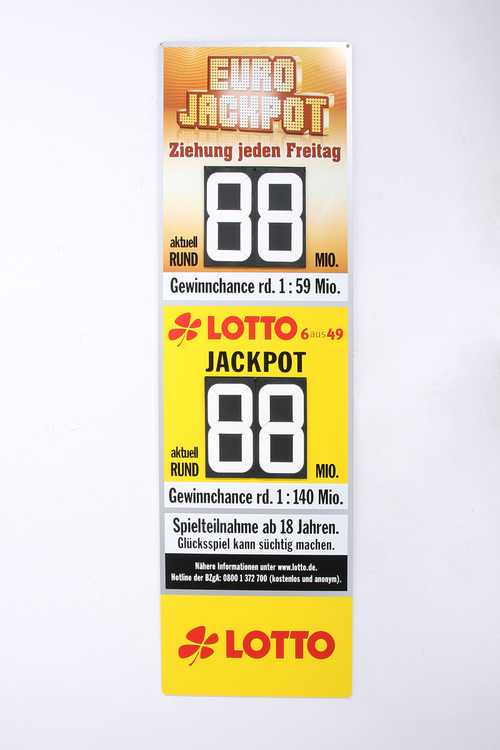 EURO
JACKPOT
Ziehung jeden Freitag
88
aktuell
RUND
MIO.
Gewinnchance rd. 1 : 59 Mio.
LOTTO 6aus49
JACKPOT
88
aktuell
RUND
MIO.
Gewinnchance rd. 1 : 140 Mio.
Spielteilnahme ab 18 Jahren.
Glücksspiel kann süchtig machen.
Nähere Informationen unter www.lotto.de.
Hotline der BZgA: 0800 1 372 700 (kostenlos und anonym).
LOTTO